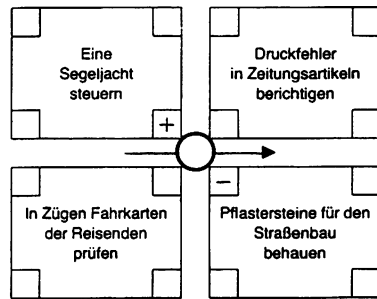 Eine
Segeljacht
steuern
+
Druckfehler
in Zeitungsartikeln
berichtigen
In Zügen Fahrkarten
der Reisenden
prüfen
−
Pflastersteine für den
Straßenbau
behauen